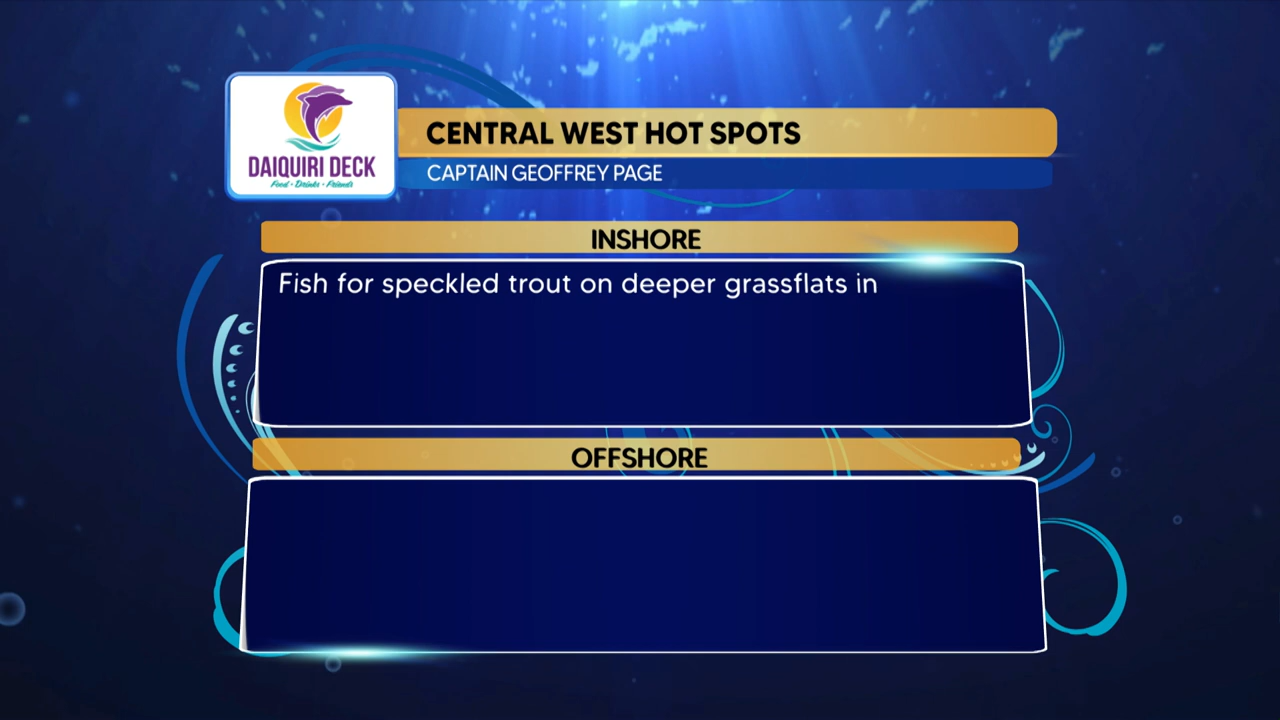 DAIQUIRI DECK
Food • Drinks • Friends
CENTRAL WEST HOT SPOTS
CAPTAIN GEOFFREY PAGE
INSHORE
Fish for speckled trout on deeper grassflats in
OFFSHORE